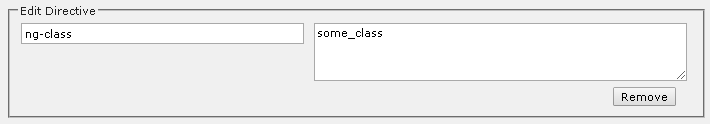 Edit Directive
ng-class
some_class
Remove